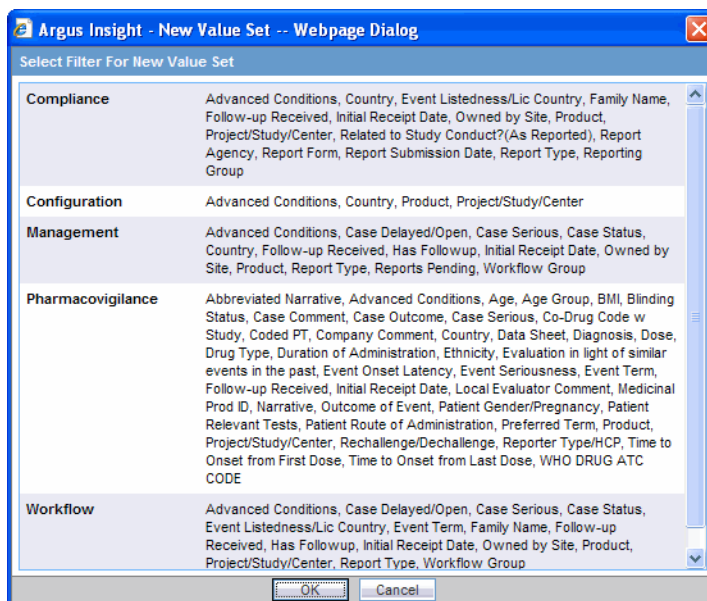 Argus Insight - New Value Set -- Webpage Dialog
Select Filter For New Value Set
Compliance
Advanced Conditions, Country, Event Listedness/Lic Country, Family Name,
Follow-up Received, Initial Receipt Date, Owned by Site, Product,
Project/Study/Center, Related to Study Conduct?(As Reported), Report
Agency, Report Form, Report Submission Date, Report Type, Reporting
Group
Configuration
Advanced Conditions, Country, Product, Project/Study/Center
Management
Advanced Conditions, Case Delayed/Open, Case Serious, Case Status,
Country, Follow-up Received, Has Followup, Initial Receipt Date, Owned by
Site, Product, Report Type, Reports Pending, Workflow Group
Pharmacovigilance
Abbreviated Narrative, Advanced Conditions, Age, Age Group, BMI, Blinding
Status, Case Comment, Case Outcome, Case Serious, Co-Drug Code w
Study, Coded PT, Company Comment, Country, Data Sheet, Diagnosis, Dose,
Drug Type, Duration of Administration, Ethnicity, Evaluation in light of similar
events in the past, Event Onset Latency, Event Seriousness, Event Term,
Follow-up Received, Initial Receipt Date, Local Evaluator Comment, Medicinal
Prod ID, Narrative, Outcome of Event, Patient Gender/Pregnancy, Patient
Relevant Tests, Patient Route of Administration, Preferred Term, Product,
Project/Study/Center, Rechallenge/Dechallenge, Reporter Type/HCP, Time to
Onset from First Dose, Time to Onset from Last Dose, WHO DRUG ATC
CODE
Workflow
Advanced Conditions, Case Delayed/Open, Case Serious, Case Status,
Event Listedness/Lic Country, Event Term, Family Name, Follow-up
Received, Has Followup, Initial Receipt Date, Owned by Site, Product,
Project/Study/Center, Report Type, Workflow Group
OK
Cancel